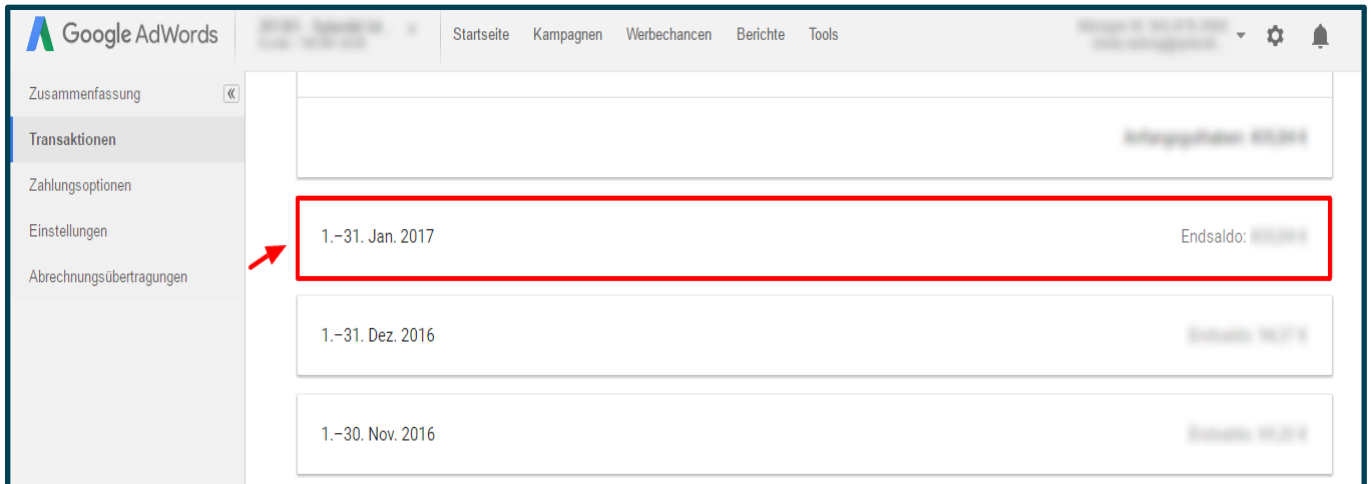 Google AdWords
Startseite Kampagnen Werbechancen Berichte Tools
Zusammenfassung
Transaktionen
Zahlungsoptionen
Einstellungen
Abrechnungsübertragungen
1.–31. Jan. 2017 Endsaldo:
1.–31. Dez. 2016
1.–30. Nov. 2016